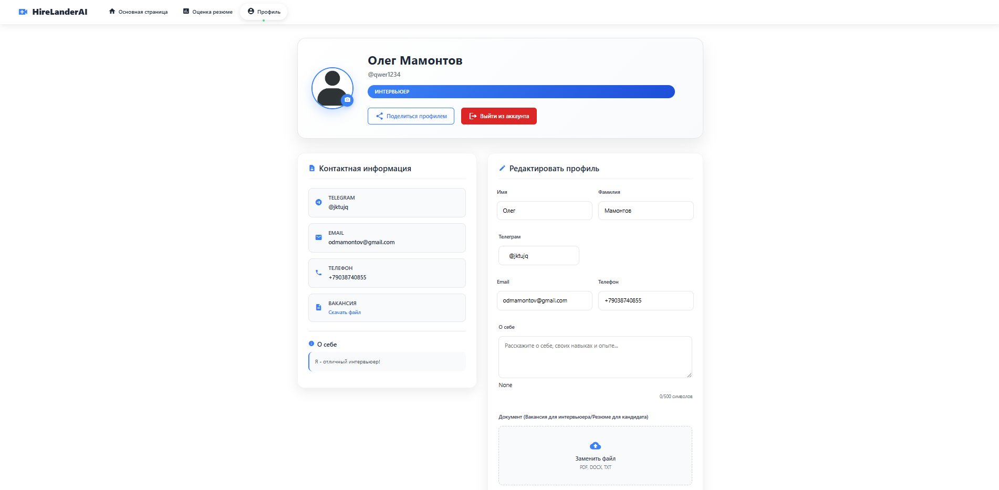 HireLanderAI
Основная страница
Оценка резюме
Профиль
Олег Мамонтов
@qwer1234
ИНТЕРВЬЮЕР
Поделиться профилем
Выйти из аккаунта
Контактная информация
TELEGRAM
@jktujq
EMAIL
odmamontov@gmail.com
ТЕЛЕФОН
+79038740855
ВАКАНСИЯ
Скачать файл
О себе
Я - отличный интервьюер!
Редактировать профиль
Имя
Фамилия
Олег
Мамонтов
Телеграм
@jktujq
Email
Телефон
odmamontov@gmail.com
+79038740855
О себе
Расскажите о себе, своих навыках и опыте...
None
0/500 символов
Документ (Вакансия для интервьюера/Резюме для кандидата)
Заменить файл
PDF, DOCX, TXT